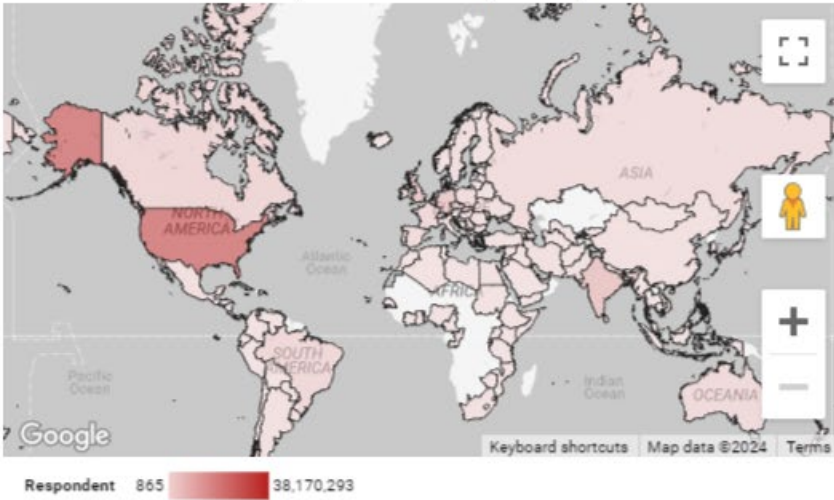 ASIA
NORTH
AMERICA
Atlantic
Ocean
AFRICA
SOUTH
AMERICA
Pacific
Ocean
Indian
Ocean
OCEANIA
Google
Keyboard shortcuts Map data ©2024 Terms
Respondent 865 38,170,293